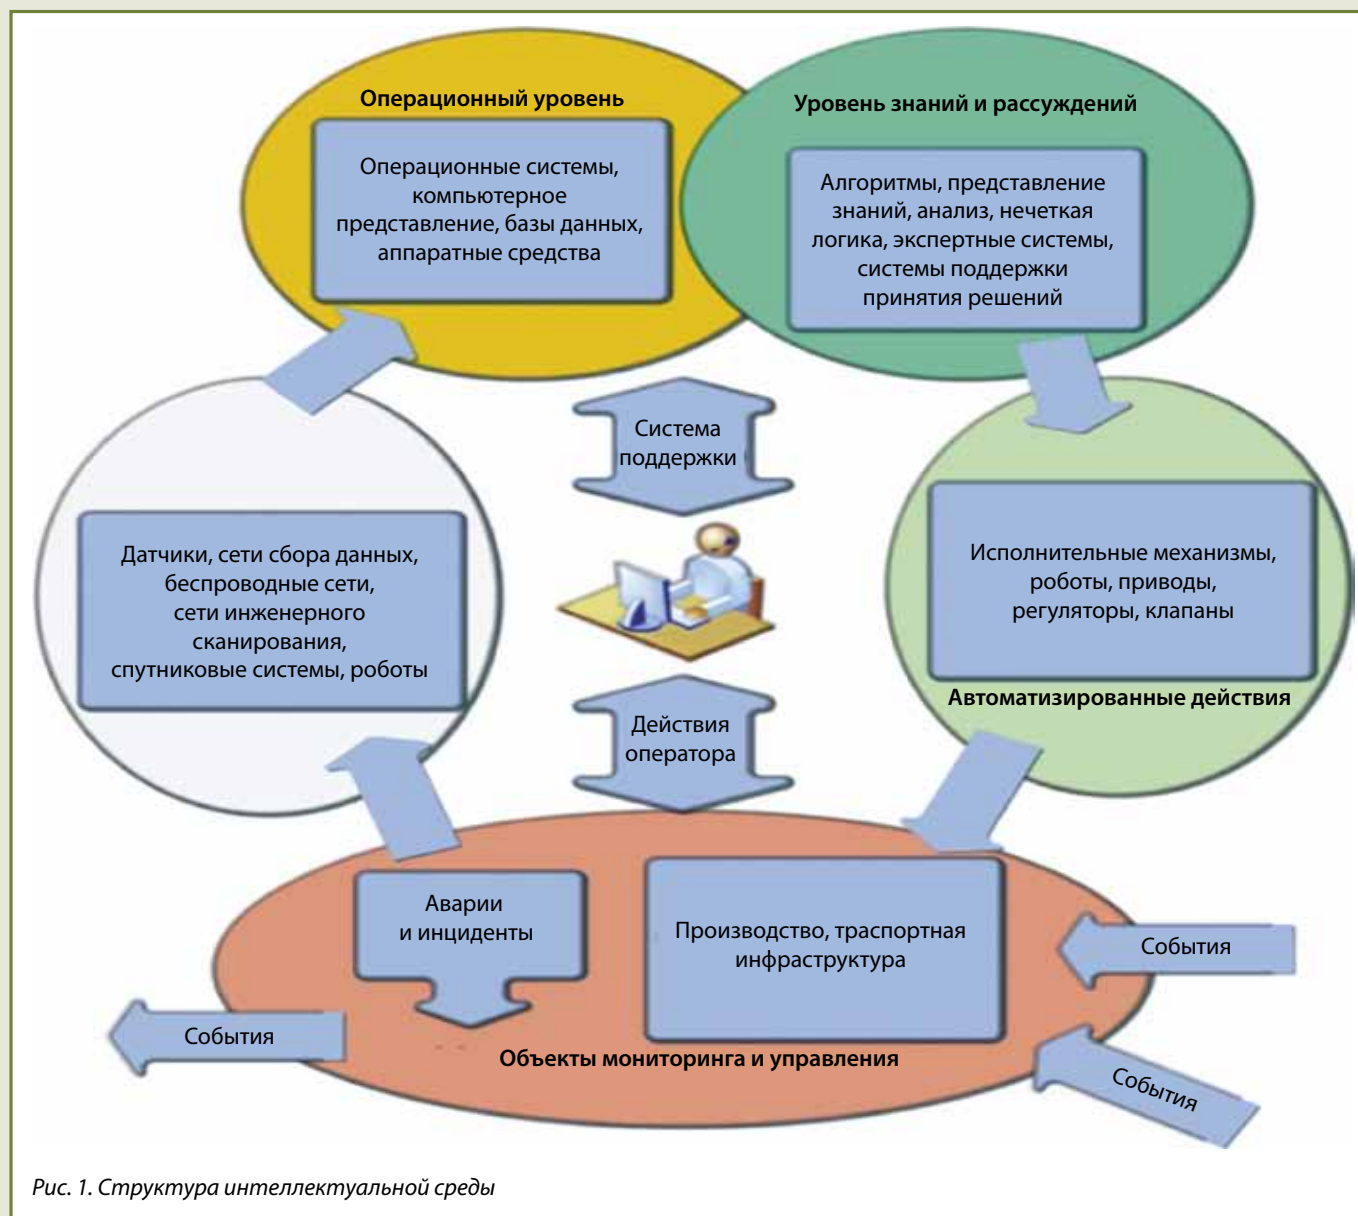 Операционный уровень
Операционные системы,
компьютерное
представление, базы данных,
аппаратные средства
Уровень знаний и рассуждений
Алгоритмы, представление
знаний, анализ, нечеткая
логика, экспертные системы,
системы поддержки
принятия решений
Система
поддержки
Датчики, сети сбора данных,
беспроводные сети,
сети инженерного
сканирования,
спутниковые системы, роботы
Исполнительные механизмы,
роботы, приводы,
регуляторы, клапаны
Автоматизированные действия
Действия
оператора
Аварии
и инциденты
Производство, траспортная
инфраструктура
События
События
Объекты мониторинга и управления
События
Рис. 1. Структура интеллектуальной среды